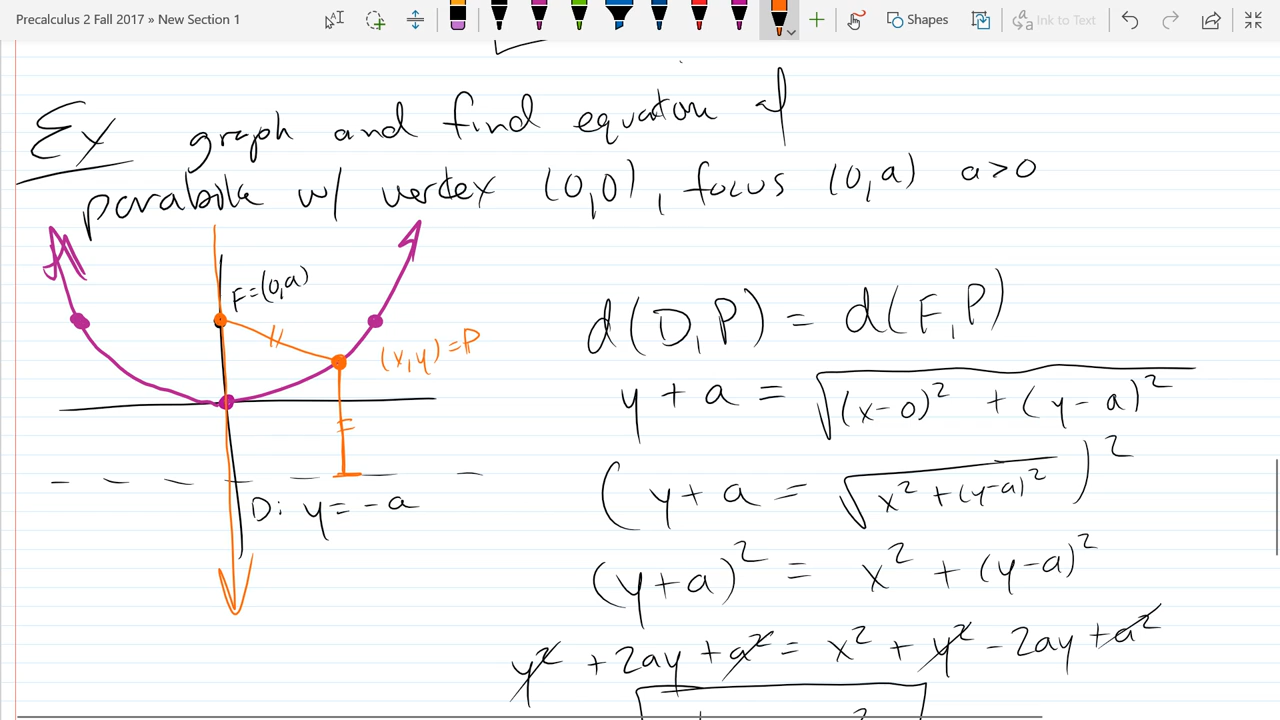 Precalculus 2 Fall 2017 » New Section 1
Shapes
Ink to Text
Ex graph and find equation of
parabola w/ vertex (0,0), focus (0,a) a>0
F=(0,a)
(x,y)=P
D: y=-a
d(D,P) = d(F,P)
y+a = √((x-0)² + (y-a)²)
(y+a = √(x²+(y-a)²))²
(y+a)² = x² + (y-a)²
y² + 2ay + a² = x² + y² - 2ay + a²